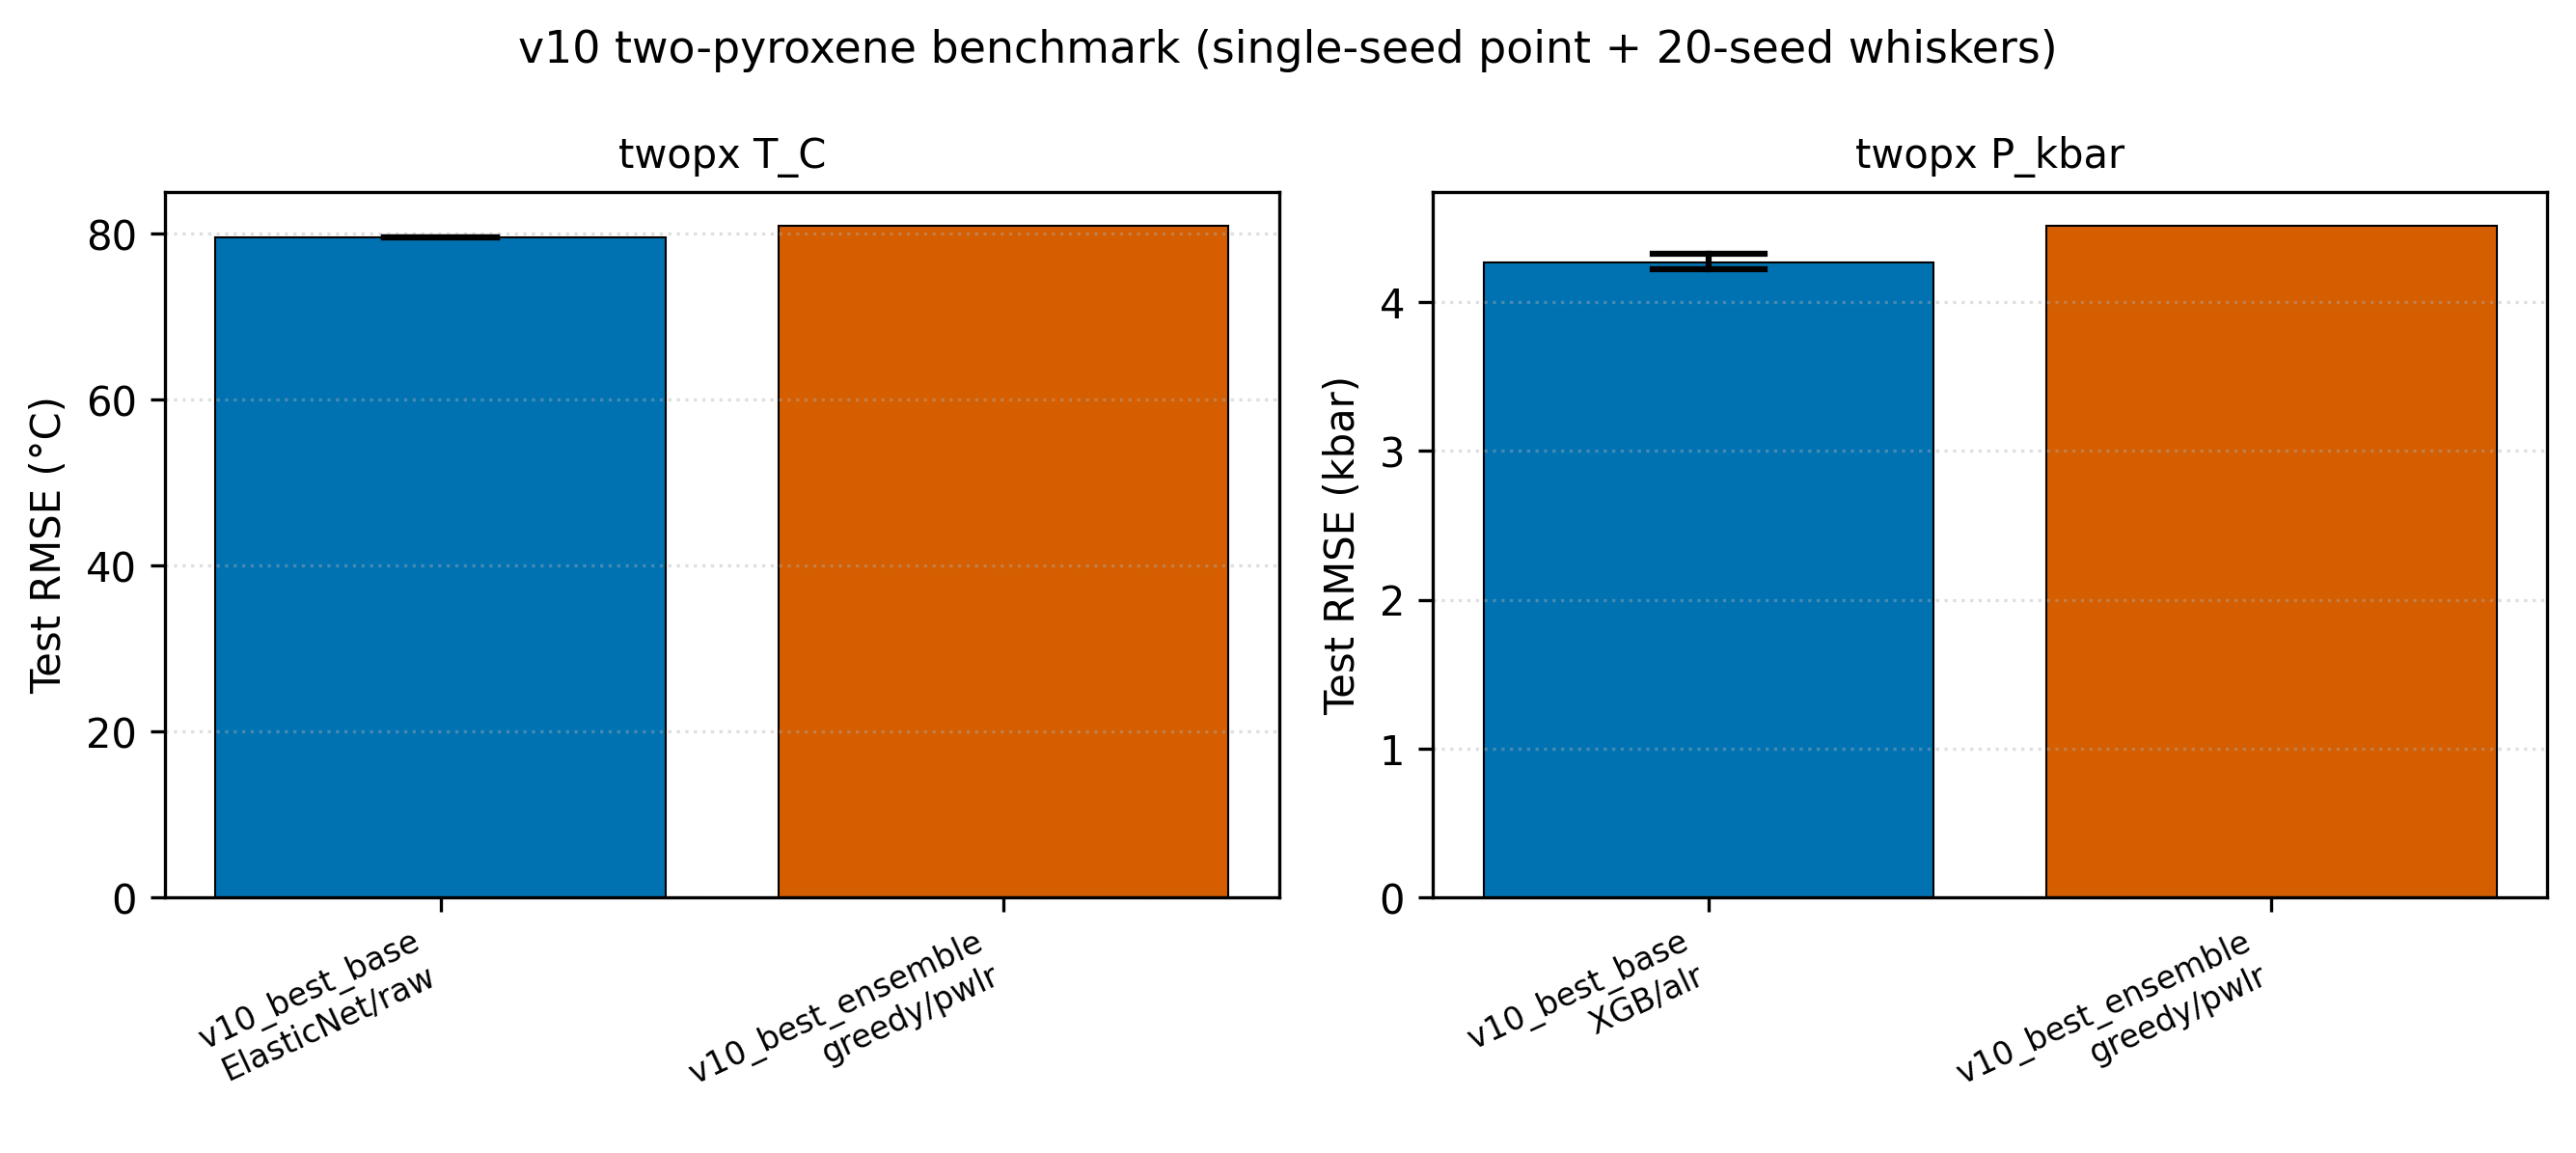 v10 two-pyroxene benchmark (single-seed point + 20-seed whiskers)
twopx T_C
Test RMSE (°C)
80
60
40
20
0
v10_best_base
ElasticNet/raw
v10_best_ensemble
greedy/pwlr
twopx P_kbar
Test RMSE (kbar)
4
3
2
1
0
v10_best_base
XGB/alr
v10_best_ensemble
greedy/pwlr